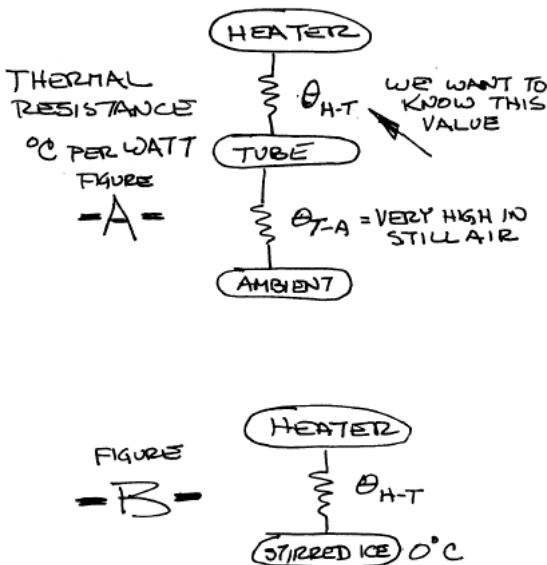 HEATER
THERMAL
RESISTANCE
°C PER WATT
FIGURE
-A-
θH-T
WE WANT TO
KNOW THIS
VALUE
TUBE
θT-A = VERY HIGH IN
STILL AIR
AMBIENT
HEATER
FIGURE
-B-
θH-T
STIRRED ICE 0°C